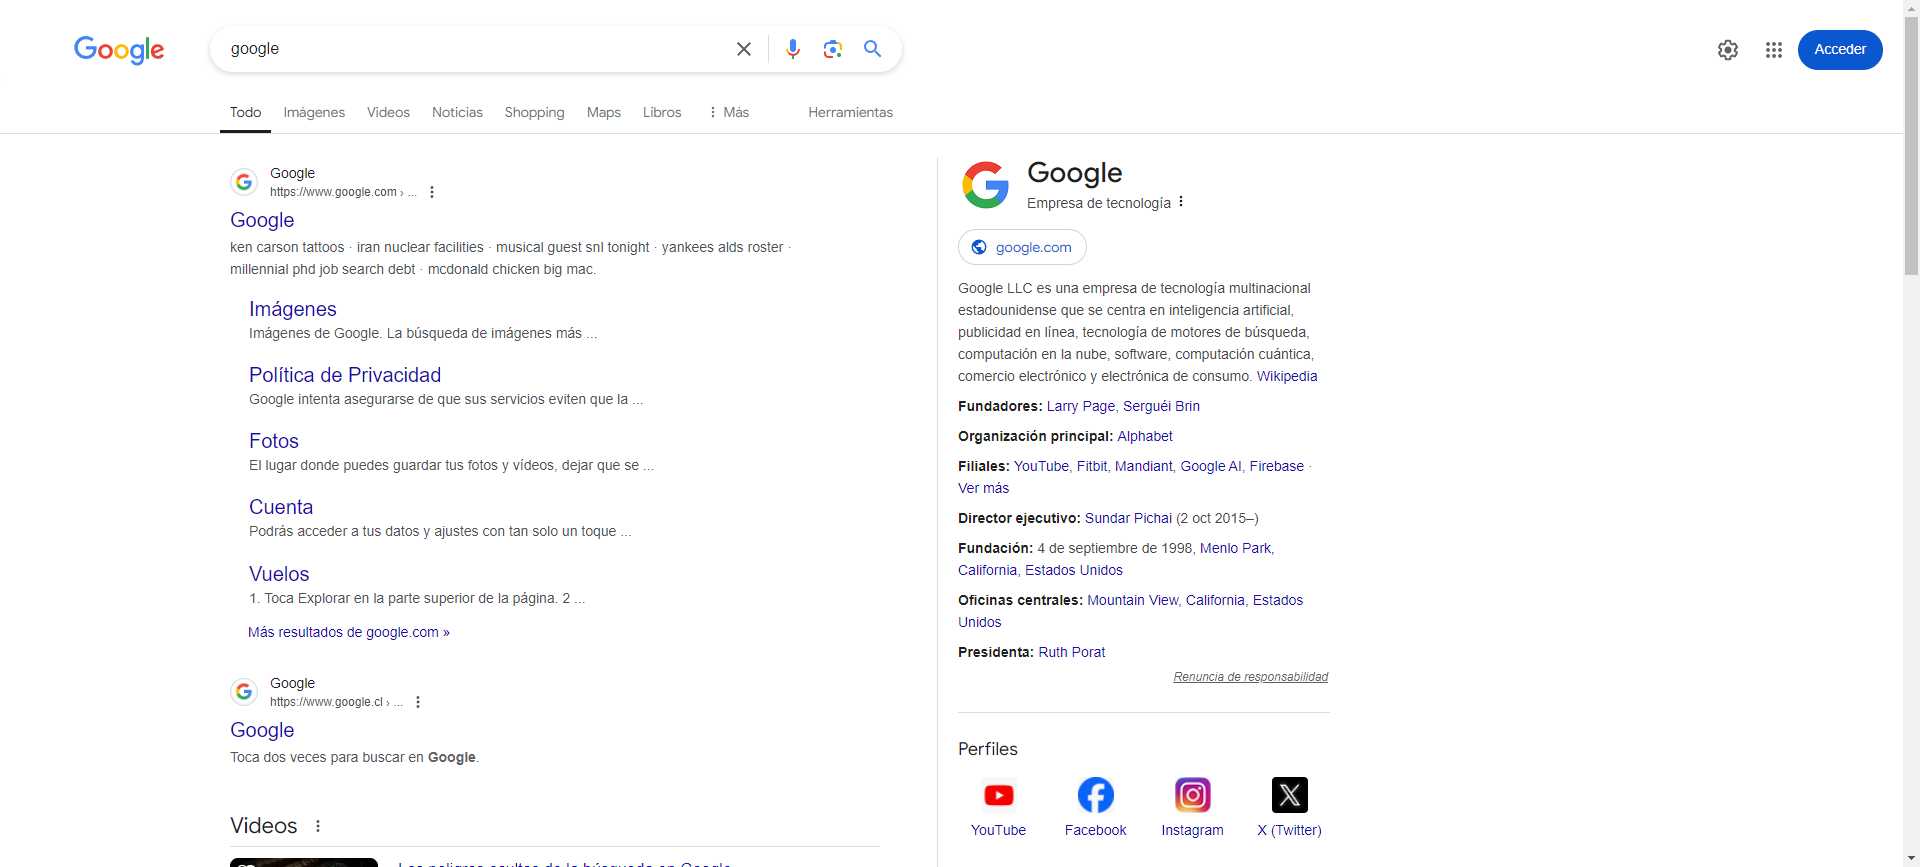 Google
google
Acceder
Todo
Imágenes
Videos
Noticias
Shopping
Maps
Libros
Más
Herramientas
Google
https://www.google.com › ...
Google
ken carson tattoos · iran nuclear facilities · musical guest snl tonight · yankees alds roster ·
millennial phd job search debt · mcdonald chicken big mac.
Imágenes
Imágenes de Google. La búsqueda de imágenes más ...
Política de Privacidad
Google intenta asegurarse de que sus servicios eviten que la ...
Fotos
El lugar donde puedes guardar tus fotos y vídeos, dejar que se ...
Cuenta
Podrás acceder a tus datos y ajustes con tan solo un toque ...
Vuelos
1. Toca Explorar en la parte superior de la página. 2 ...
Más resultados de google.com »
Google
https://www.google.cl › ...
Google
Toca dos veces para buscar en Google.
Videos
Los peligros ocultos de la búsqueda en Google
Google
Empresa de tecnología
google.com
Google LLC es una empresa de tecnología multinacional
estadounidense que se centra en inteligencia artificial,
publicidad en línea, tecnología de motores de búsqueda,
computación en la nube, software, computación cuántica,
comercio electrónico y electrónica de consumo. Wikipedia
Fundadores: Larry Page, Serguéi Brin
Organización principal: Alphabet
Filiales: YouTube, Fitbit, Mandiant, Google AI, Firebase ·
Ver más
Director ejecutivo: Sundar Pichai (2 oct 2015–)
Fundación: 4 de septiembre de 1998, Menlo Park,
California, Estados Unidos
Oficinas centrales: Mountain View, California, Estados
Unidos
Presidenta: Ruth Porat
Renuncia de responsabilidad
Perfiles
YouTube
Facebook
Instagram
X (Twitter)